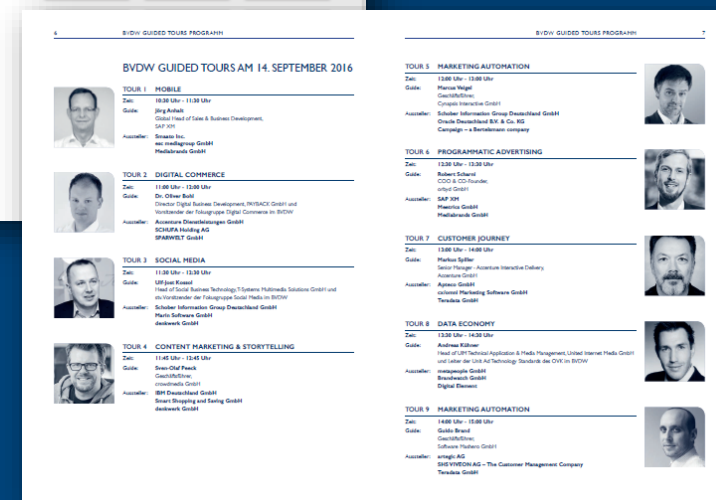 6 BVDW GUIDED TOURS PROGRAMM
BVDW GUIDED TOURS AM 14. SEPTEMBER 2016
TOUR 1 MOBILE
Zeit: 10:30 Uhr - 11:30 Uhr
Guide: Jörg Anhalt
Global Head of Sales & Business Development,
SAP XM
Aussteller: Smaato Inc.
esc mediagroup GmbH
Mediabrands GmbH
TOUR 2 DIGITAL COMMERCE
Zeit: 11:00 Uhr - 12:00 Uhr
Guide: Dr. Oliver Bohl
Director Digital Business Development, PAYBACK GmbH und
Vorsitzender der Fokusgruppe Digital Commerce im BVDW
Aussteller: Accenture Dienstleistungen GmbH
SCHUFA Holding AG
SPARWELT GmbH
TOUR 3 SOCIAL MEDIA
Zeit: 11:30 Uhr - 12:30 Uhr
Guide: Ulf-Jost Kossol
Head of Social Business Technology, T-Systems Multimedia Solutions GmbH und
stv. Vorsitzender der Fokusgruppe Social Media im BVDW
Aussteller: Schober Information Group Deutschland GmbH
Marin Software GmbH
denkwerk GmbH
TOUR 4 CONTENT MARKETING & STORYTELLING
Zeit: 11:45 Uhr - 12:45 Uhr
Guide: Sven-Olaf Peeck
Geschäftsführer,
crowdmedia GmbH
Aussteller: IBM Deutschland GmbH
Smart Shopping and Saving GmbH
denkwerk GmbH
BVDW GUIDED TOURS PROGRAMM 7
TOUR 5 MARKETING AUTOMATION
Zeit: 12:00 Uhr - 13:00 Uhr
Guide: Marcus Veigel
Geschäftsführer,
Cynapsis Interactive GmbH
Aussteller: Schober Information Group Deutschland GmbH
Oracle Deutschland B.V. & Co. KG
Campaign – a Bertelsmann company
TOUR 6 PROGRAMMATIC ADVERTISING
Zeit: 12:30 Uhr - 13:30 Uhr
Guide: Robert Scharni
COO & CO-Founder,
orbyd GmbH
Aussteller: SAP XM
Meetrics GmbH
Mediabrands GmbH
TOUR 7 CUSTOMER JOURNEY
Zeit: 13:00 Uhr - 14:00 Uhr
Guide: Markus Spiller
Senior Manager - Accenture Interactive Delivery,
Accenture GmbH
Aussteller: Apteco GmbH
cx/omni Marketing Software GmbH
Teradata GmbH
TOUR 8 DATA ECONOMY
Zeit: 13:30 Uhr - 14:30 Uhr
Guide: Andreas Kühner
Head of UIM Technical Application & Media Management, United Internet Media GmbH
und Leiter der Unit Ad Technology Standards des OVK im BVDW
Aussteller: metapeople GmbH
Brandwatch GmbH
Digital Element
TOUR 9 MARKETING AUTOMATION
Zeit: 14:00 Uhr - 15:00 Uhr
Guide: Guido Brand
Geschäftsführer,
Software Mashers GmbH
Aussteller: artegic AG
SHS VIVEON AG – The Customer Management Company
Teradata GmbH